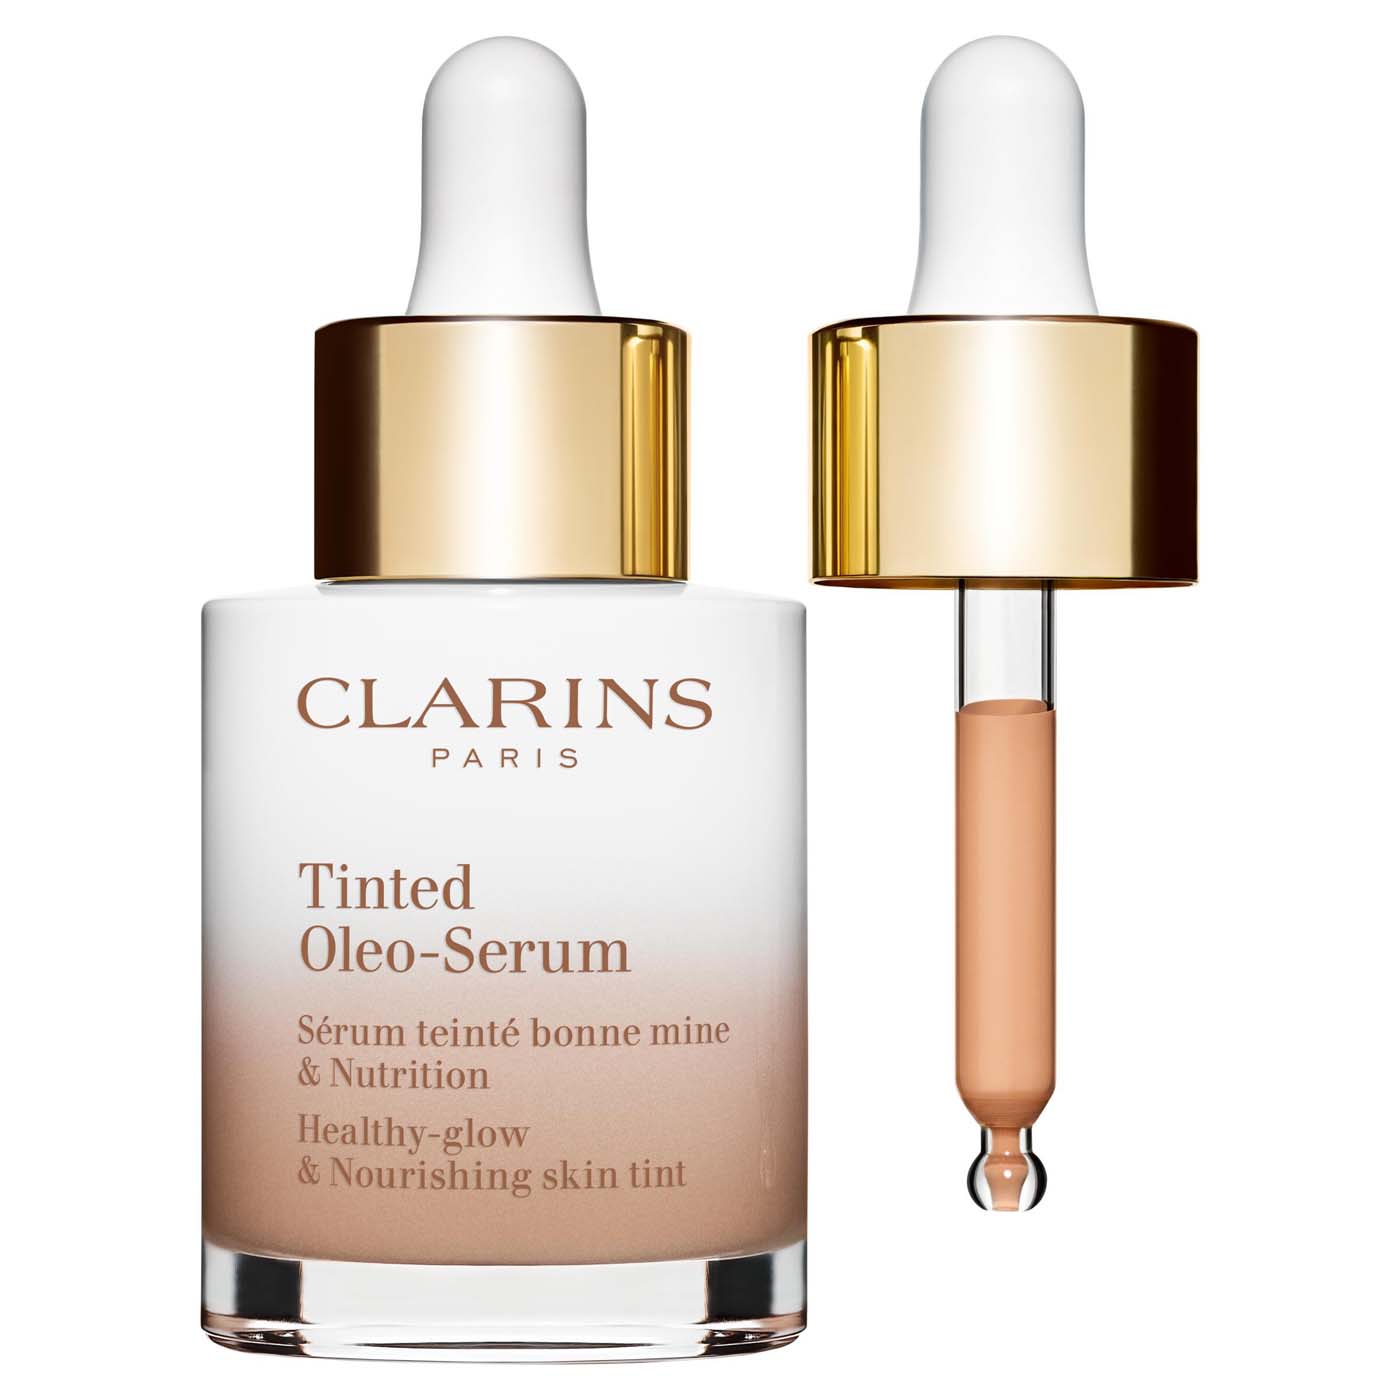 CLARINS
PARIS
Tinted
Oleo-Serum
Sérum teinté bonne mine
& Nutrition
Healthy-glow
& Nourishing skin tint